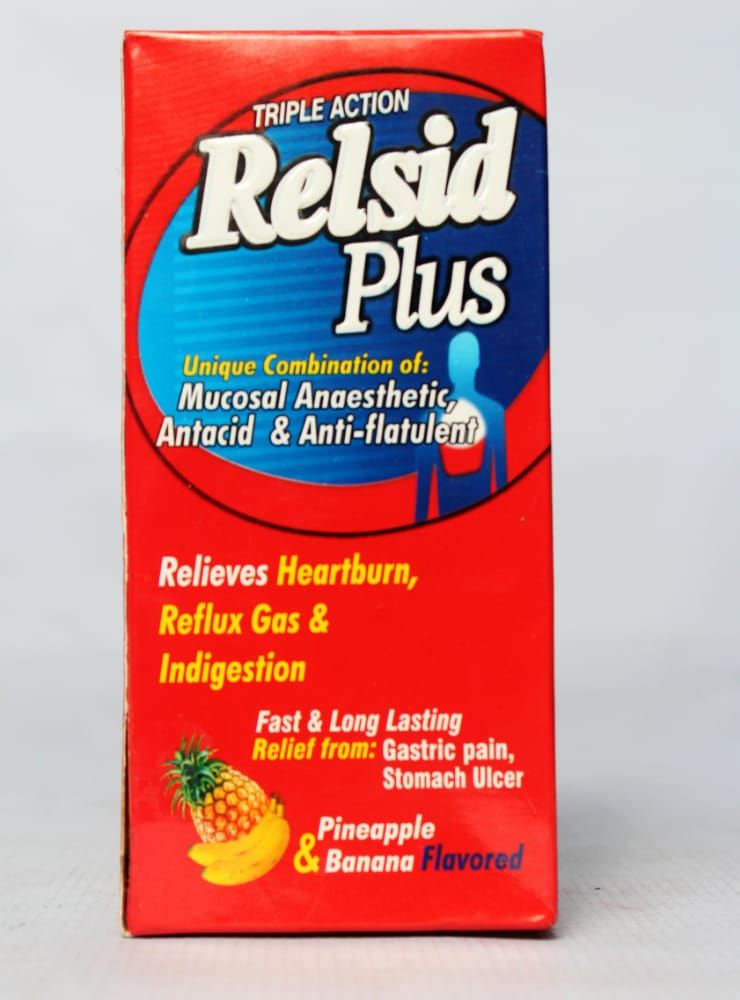 TRIPLE ACTION
Relsid
Plus
Unique Combination of:
Mucosal Anaesthetic,
Antacid & Anti-flatulent
Relieves Heartburn,
Reflux Gas &
Indigestion
Fast & Long Lasting
Relief from: Gastric pain,
Stomach Ulcer
Pineapple
& Banana Flavored